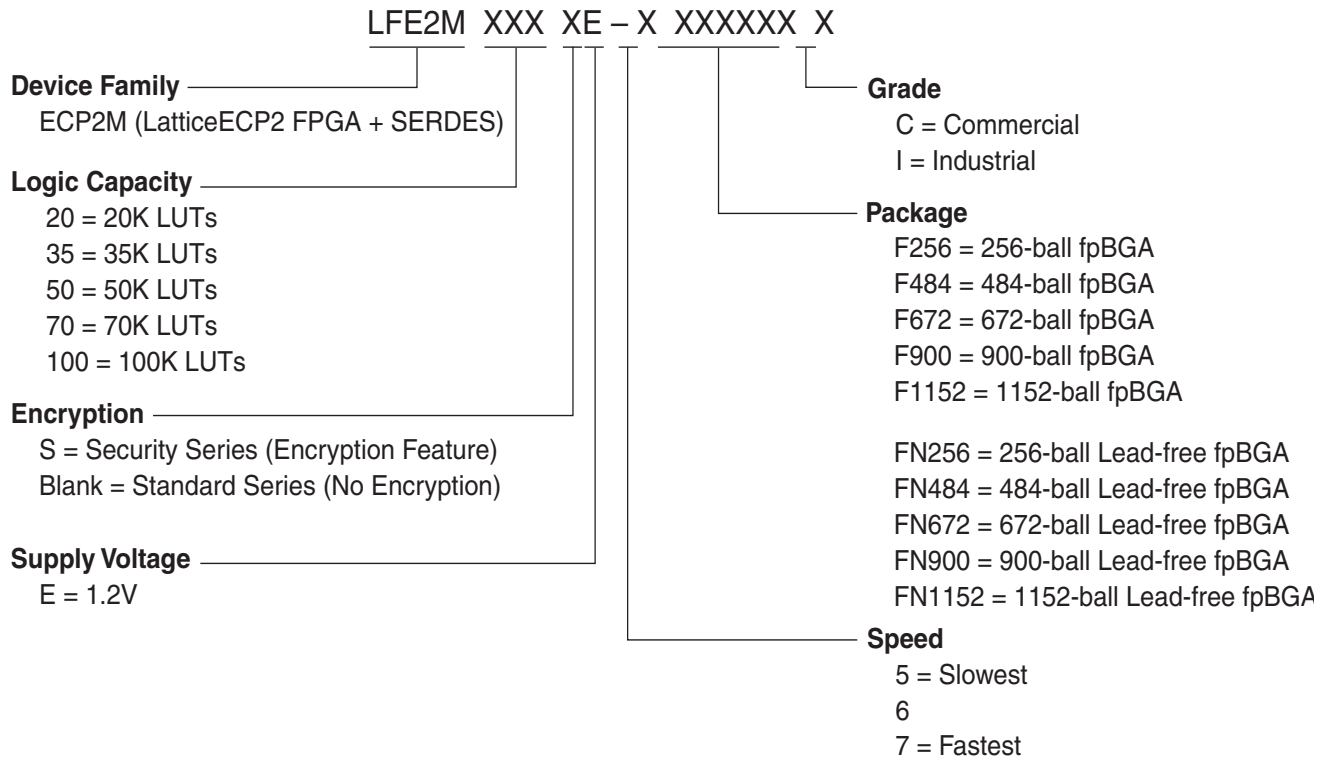 LFE2M XXX XE – X XXXXXX X
Device Family
ECP2M (LatticeECP2 FPGA + SERDES)
Logic Capacity
20 = 20K LUTs
35 = 35K LUTs
50 = 50K LUTs
70 = 70K LUTs
100 = 100K LUTs
Encryption
S = Security Series (Encryption Feature)
Blank = Standard Series (No Encryption)
Supply Voltage
E = 1.2V
Grade
C = Commercial
I = Industrial
Package
F256 = 256-ball fpBGA
F484 = 484-ball fpBGA
F672 = 672-ball fpBGA
F900 = 900-ball fpBGA
F1152 = 1152-ball fpBGA
FN256 = 256-ball Lead-free fpBGA
FN484 = 484-ball Lead-free fpBGA
FN672 = 672-ball Lead-free fpBGA
FN900 = 900-ball Lead-free fpBGA
FN1152 = 1152-ball Lead-free fpBGA
Speed
5 = Slowest
6
7 = Fastest